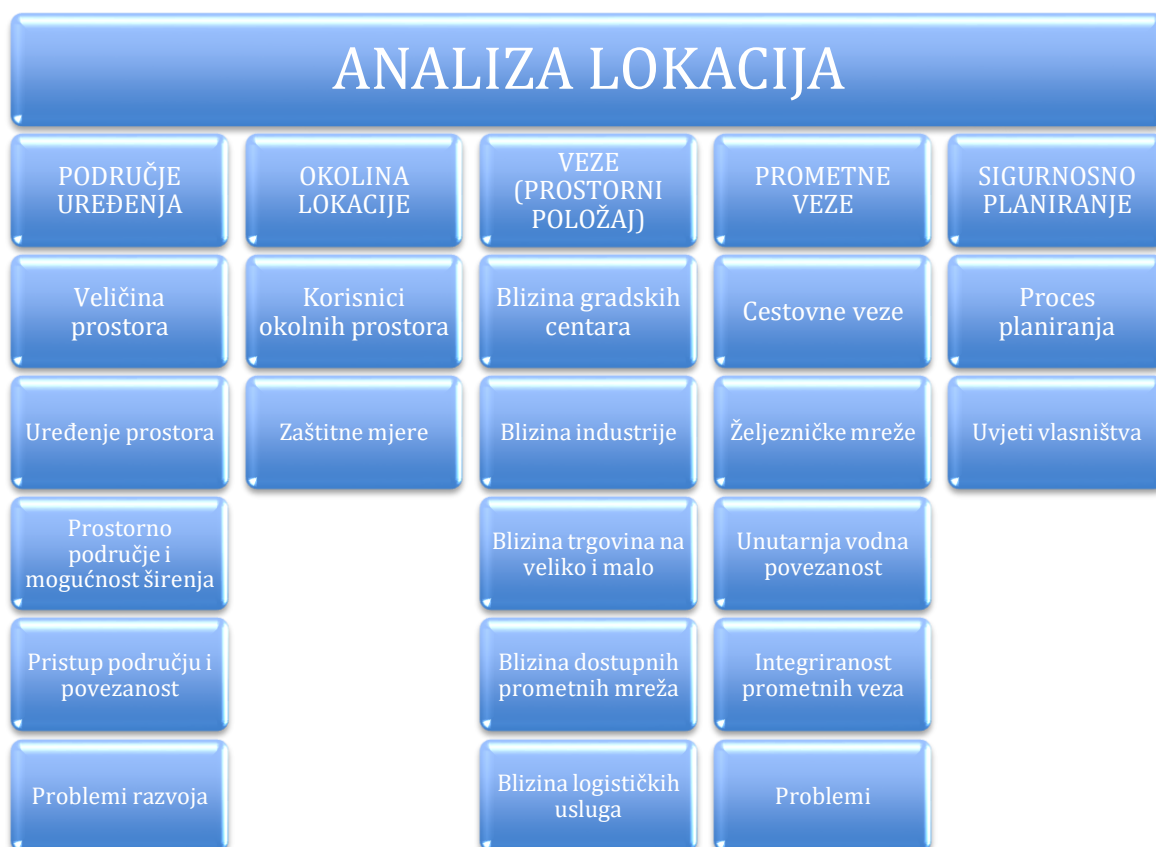 ANALIZA LOKACIJA
PODRUČJE
UREĐENJA
OKOLINA
LOKACIJE
VEZE
(PROSTORNI
POLOŽAJ)
PROMETNE
VEZE
SIGURNOSNO
PLANIRANJE
Veličina
prostora
Korisnici
okolnih prostora
Blizina gradskih
centara
Cestovne veze
Proces
planiranja
Uređenje prostora
Zaštitne mjere
Blizina industrije
Željezničke mreže
Uvjeti vlasništva
Prostorno
područje i
mogućnost širenja
Blizina trgovina na
veliko i malo
Unutarnja vodna
povezanost
Pristup području i
povezanost
Blizina dostupnih
prometnih mreža
Integriranost
prometnih veza
Problemi razvoja
Blizina logističkih
usluga
Problemi